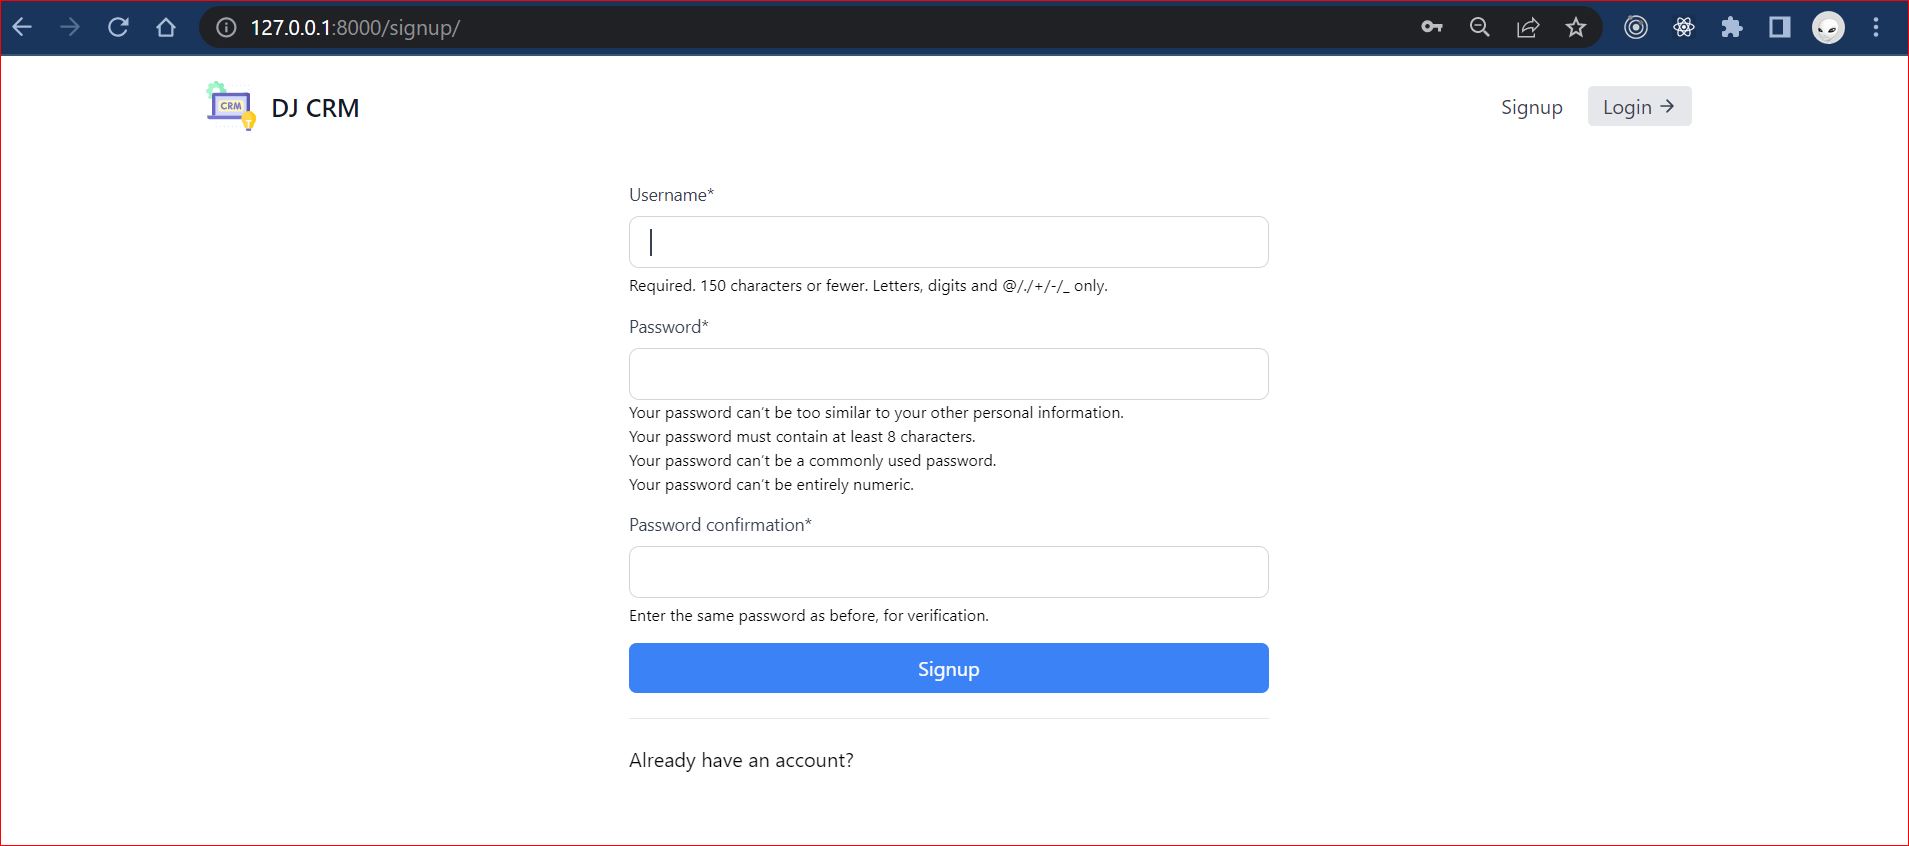 127.0.0.1:8000/signup/
CRM
DJ CRM
Signup
Login →
Username*
Required. 150 characters or fewer. Letters, digits and @/./+/-/_ only.
Password*
Your password can’t be too similar to your other personal information.
Your password must contain at least 8 characters.
Your password can’t be a commonly used password.
Your password can’t be entirely numeric.
Password confirmation*
Enter the same password as before, for verification.
Signup
Already have an account?